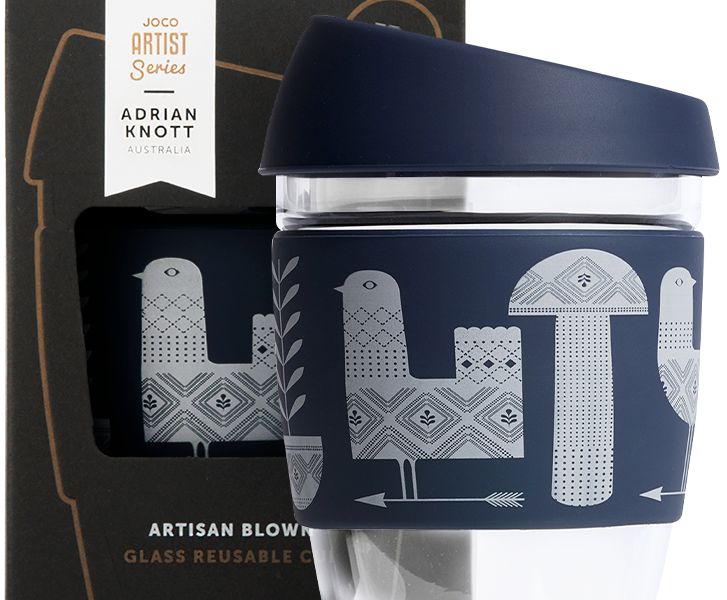 JOCO
ARTIST
Series
ADRIAN
KNOTT
AUSTRALIA
ARTISAN BLOWN
GLASS REUSABLE C